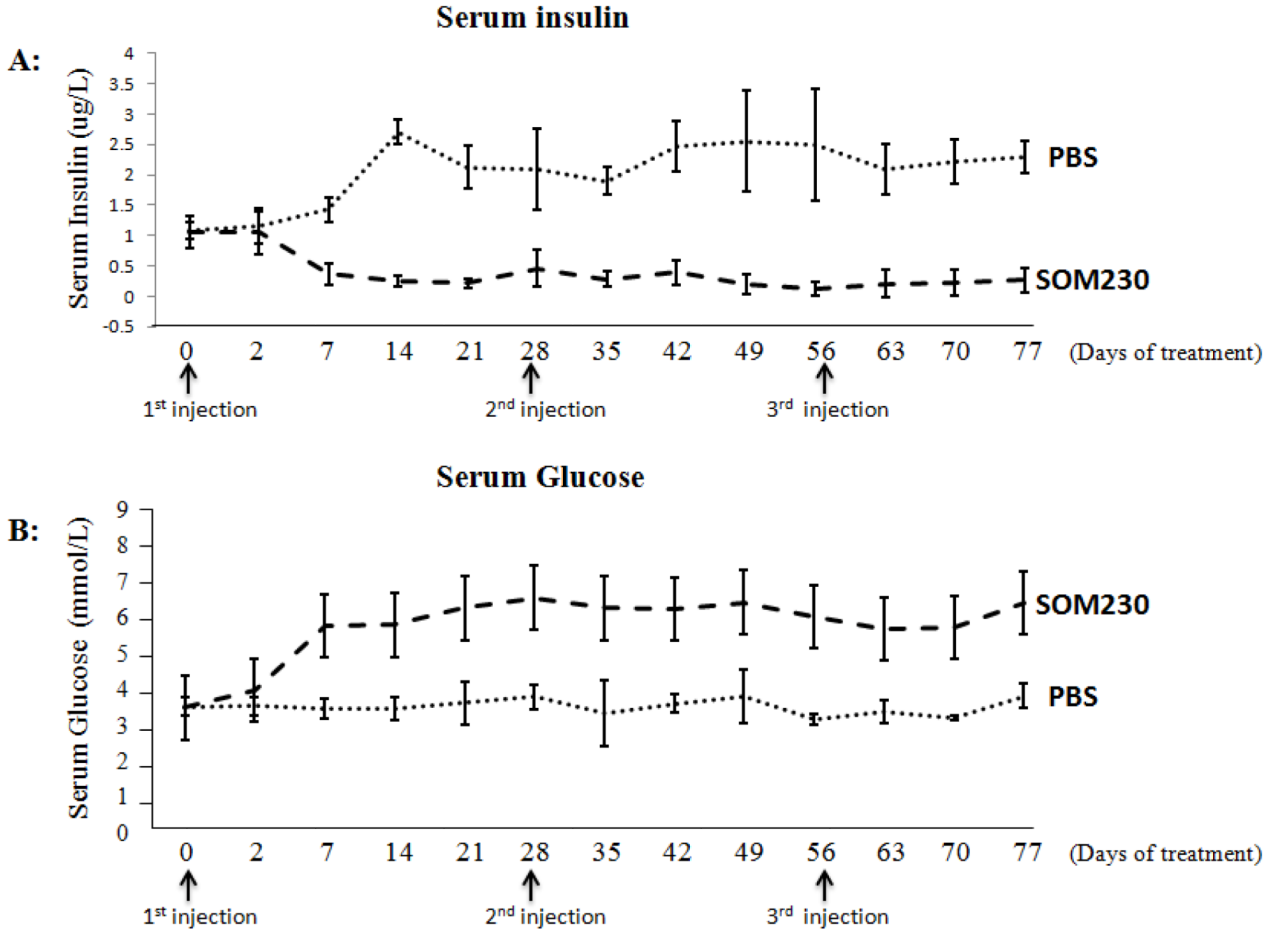 Serum insulin
A:
Serum Insulin (ug/L)
4
3.5
3
2.5
2
1.5
1
0.5
0
-0.5
PBS
SOM230
0 2 7 14 21 28 35 42 49 56 63 70 77 (Days of treatment)
1st injection 2nd injection 3rd injection
Serum Glucose
B:
Serum Glucose (mmol/L)
9
8
7
6
5
4
3
2
1
0
SOM230
PBS
0 2 7 14 21 28 35 42 49 56 63 70 77 (Days of treatment)
1st injection 2nd injection 3rd injection